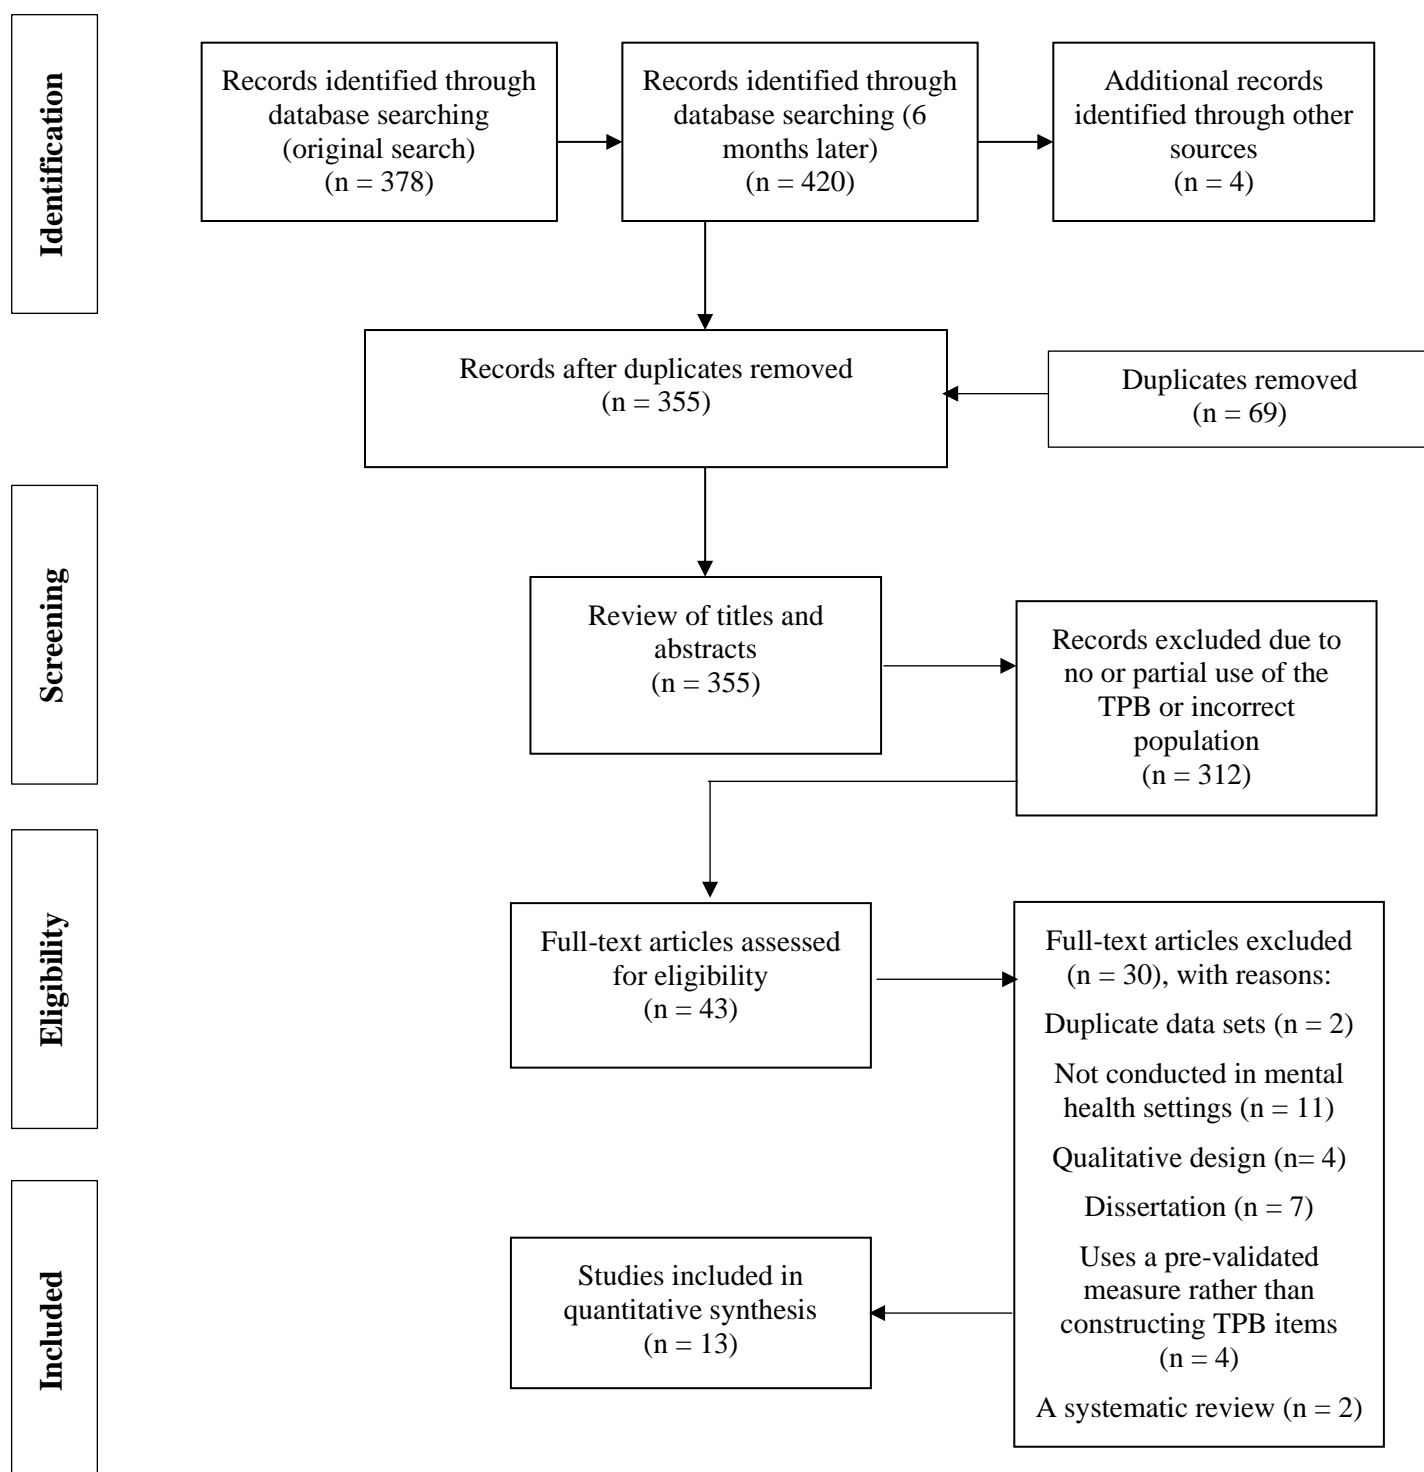 Identification
Records identified through
database searching
(original search)
(n = 378)
Records identified through
database searching (6
months later)
(n = 420)
Additional records
identified through other
sources
(n = 4)
Records after duplicates removed
(n = 355)
Duplicates removed
(n = 69)
Screening
Review of titles and
abstracts
(n = 355)
Records excluded due to
no or partial use of the
TPB or incorrect
population
(n = 312)
Eligibility
Full-text articles assessed
for eligibility
(n = 43)
Full-text articles excluded
(n = 30), with reasons:
Duplicate data sets (n = 2)
Not conducted in mental
health settings (n = 11)
Qualitative design (n= 4)
Dissertation (n = 7)
Uses a pre-validated
measure rather than
constructing TPB items
(n = 4)
A systematic review (n = 2)
Included
Studies included in
quantitative synthesis
(n = 13)